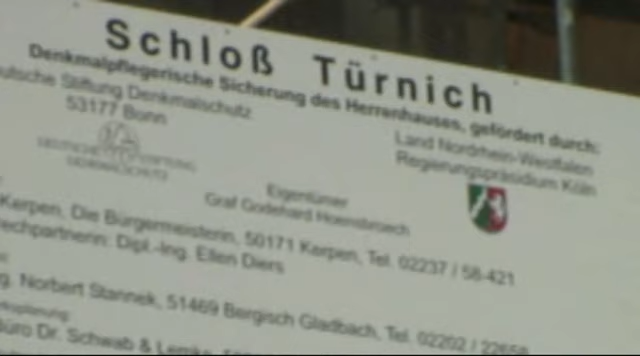 Schloß Türnich
Denkmalpflegerische Sicherung des Herrenhauses, gefördert durch:
Stiftung Denkmalschutz
53177 Bonn
Land Nordrhein-Westfalen
Regierungspräsidium Köln
Eigentümer
Graf Godehard Hoensbroech
Kerpen, Die Bürgermeisterin, 50171 Kerpen, Tel. 02237 / 58-421
Dipl.-Ing. Ellen Diers
Norbert Stannek, 51469 Bergisch Gladbach, Tel. 02202 /
Dr. Schwab &